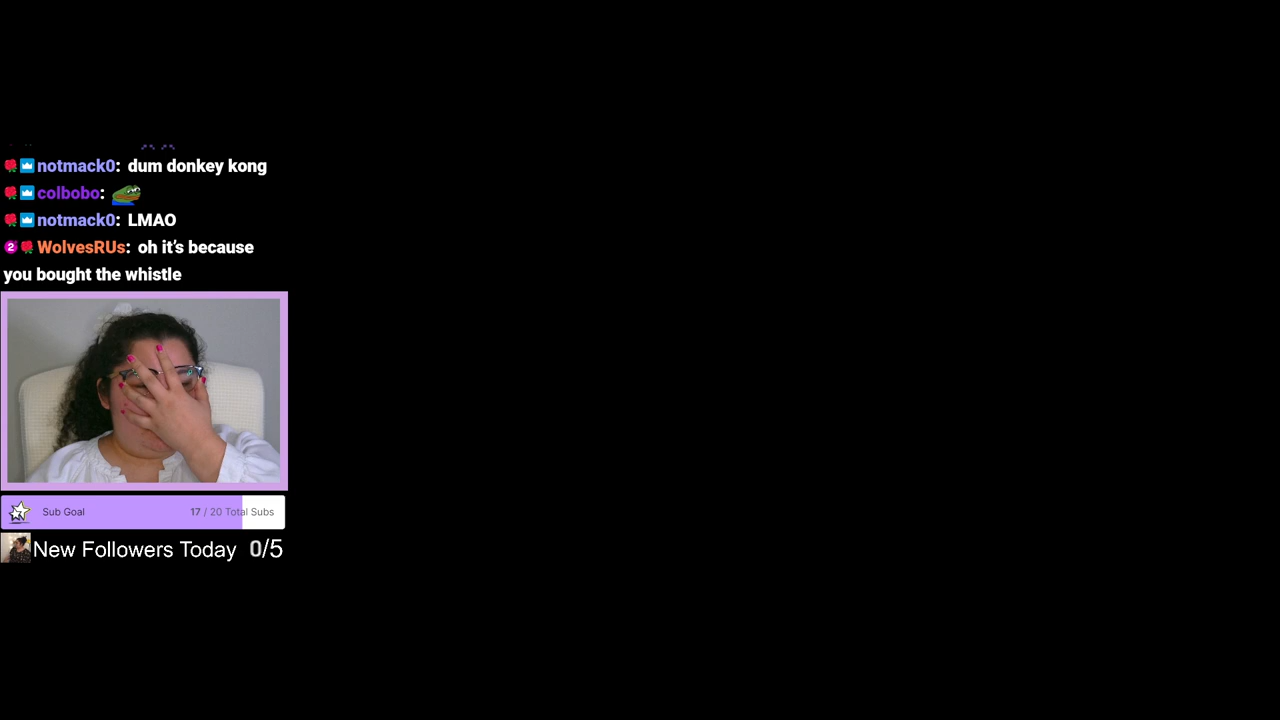 notmack0: dum donkey kong
colbobo:
notmack0: LMAO
2 WolvesRUs: oh it’s because
you bought the whistle
Sub Goal 17 / 20 Total Subs
New Followers Today 0/5